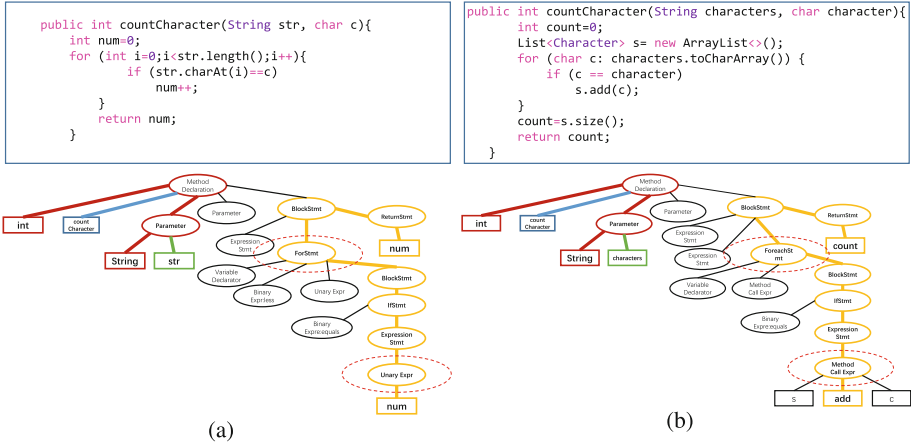 public int countCharacter(String str, char c){
int num=0;
for (int i=0;i<str.length();i++){
if (str.charAt(i)==c)
num++;
}
return num;
}
public int countCharacter(String characters, char character){
int count=0;
List<Character> s= new ArrayList<>();
for (char c: characters.toCharArray()) {
if (c == character)
s.add(c);
}
count=s.size();
return count;
}
Method
Declaration
int
count
Character
Parameter
Parameter
BlockStmt
ReturnStmt
String
str
Expression
Stmt
num
ForStmt
Variable
Declarator
Binary
Expr:less
Unary Expr
BlockStmt
IfStmt
Binary
Expre:equals
Expression
Stmt
Unary Expr
num
(a)
Method
Declaration
int
count
Character
Parameter
Parameter
BlockStmt
ReturnStmt
String
characters
Expression
Stmt
Expression
Stmt
count
ForeachSt
mt
Variable
Declarator
Method
Call Expr
BlockStmt
IfStmt
Binary
Expre:equals
Expression
Stmt
Method
Call Expr
s
add
c
(b)